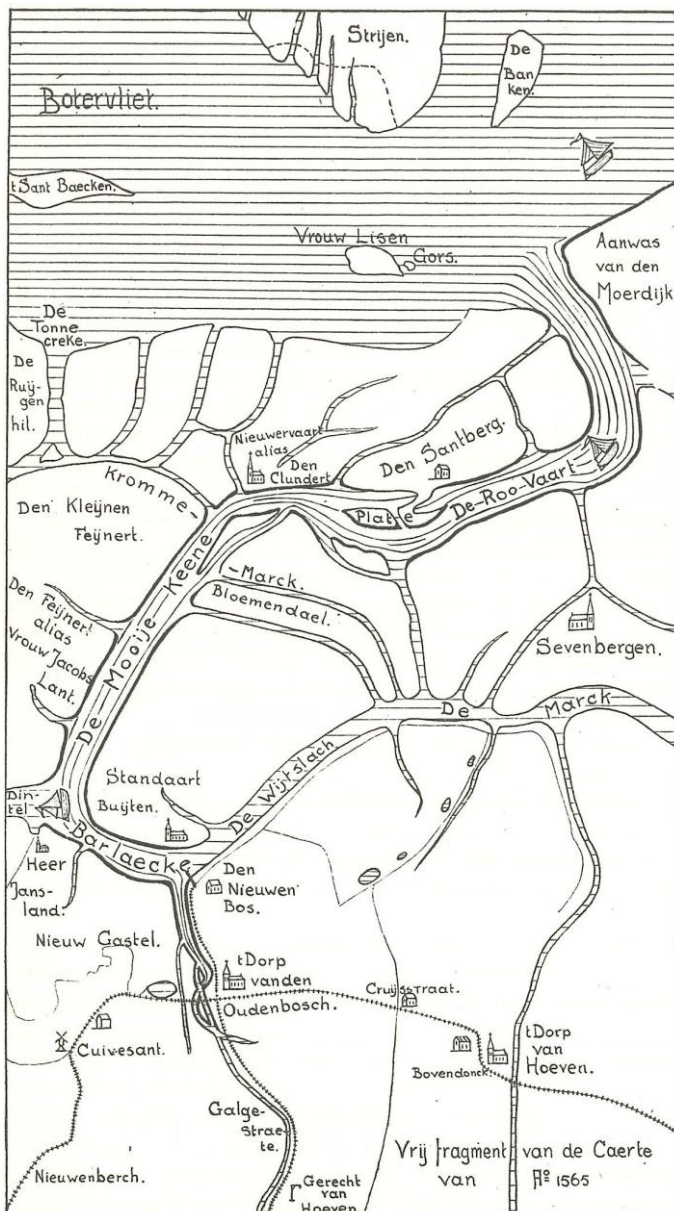 Strijen.
De
Ban
ken.
Botervliet.
t Sant Baecken.
Vrouw Lisen
Gors.
Aanwas
van den
Moerdijk
De
Tonne
creke.
De
Ruij-
gen
hil.
Nieuwervaart
alias
Den
Clundert
Den Santberg.
Kromme-
Plate
De-Roo-Vaart
Den Kleijnen
Feijnert.
De Mooije Keene
-Marck.
Bloemendael.
Den Feijnert
alias
Vrouw Jacobs
Lant.
Sevenbergen.
De Marck
Standaart
Buijten.
De Wijtslach
Din-
tel
Barlaecke
Heer
Jans-
land.
Den
Nieuwen
Bos.
Nieuw Gastel.
t Dorp
vanden
Oudenbosch.
Cruijsstraat.
Cuivesant.
Bovendonck.
t Dorp
van
Hoeven.
Galge-
straet-
te.
Nieuwenberch.
Gerecht
van
Hoeven
Vrij fragment van de Caerte
van Aº 1565